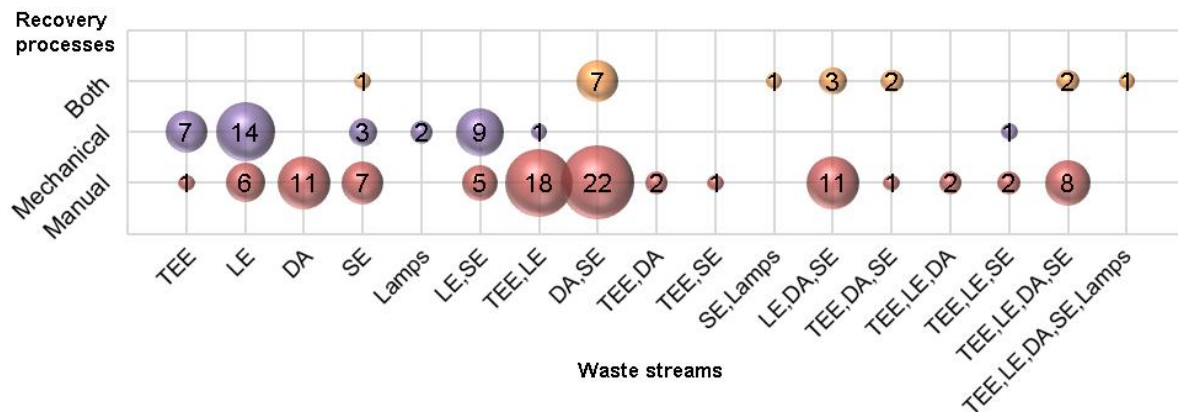 Recovery
processes
Both
1 7 1 3 2 2 1
Mechanical
7 14 3 2 9 1 1
Manual
1 6 11 7 5 18 22 2 1 11 1 2 2 8
TEE
LE
DA
SE
Lamps
LE,SE
TEE,LE
DA,SE
TEE,DA
TEE,SE
SE,Lamps
LE,DA,SE
TEE,DA,SE
TEE,LE,DA
TEE,LE,SE
TEE,LE,DA,SE
TEE,LE,DA,SE,Lamps
Waste streams